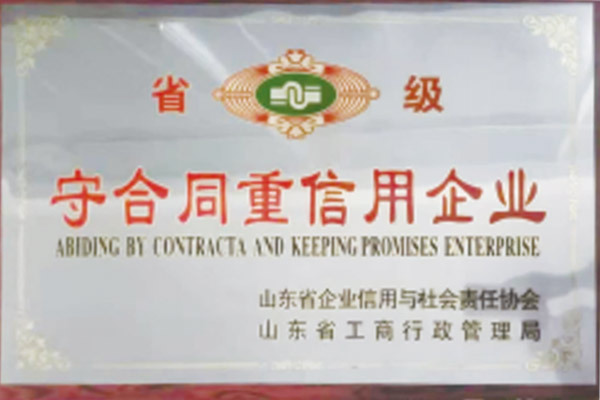 省 级
守合同重信用企业
ABIDING BY CONTRACTA AND KEEPING PROMISES ENTERPRISE
山东省企业信用与社会责任协会
山东省工商行政管理局